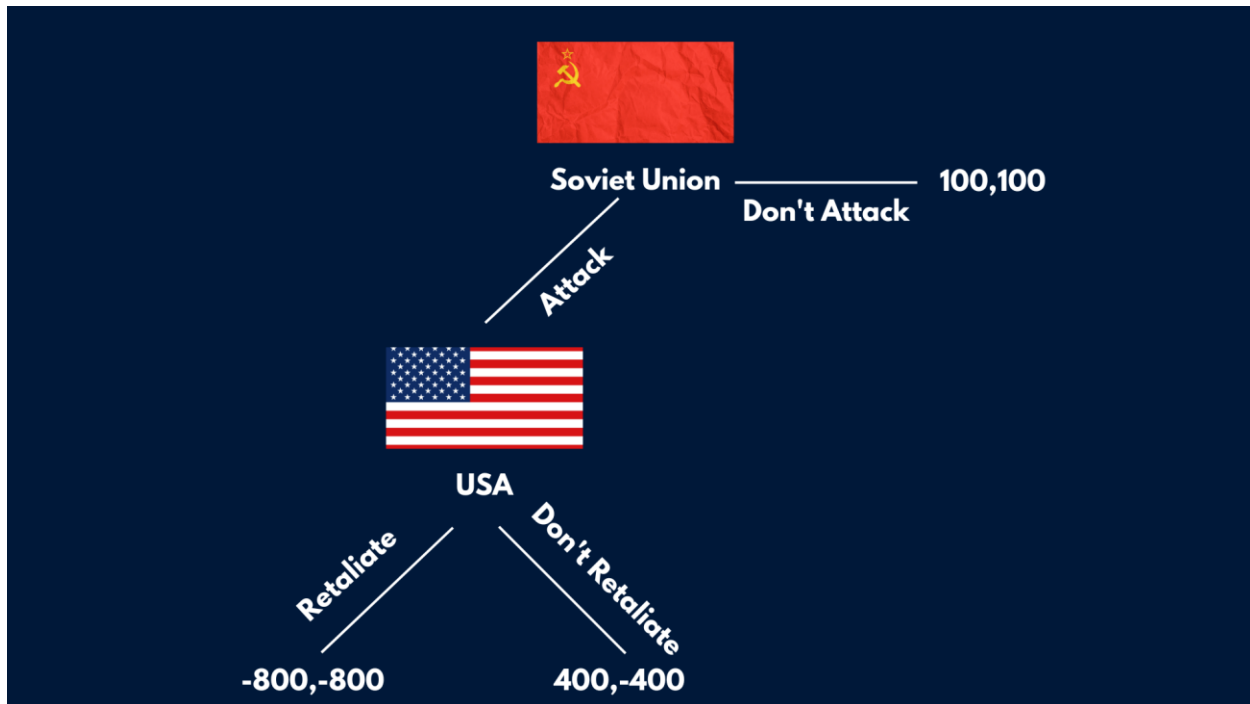 Soviet Union
100,100
Don't Attack
Attack
USA
Retaliate
Don't Retaliate
-800,-800
400,-400